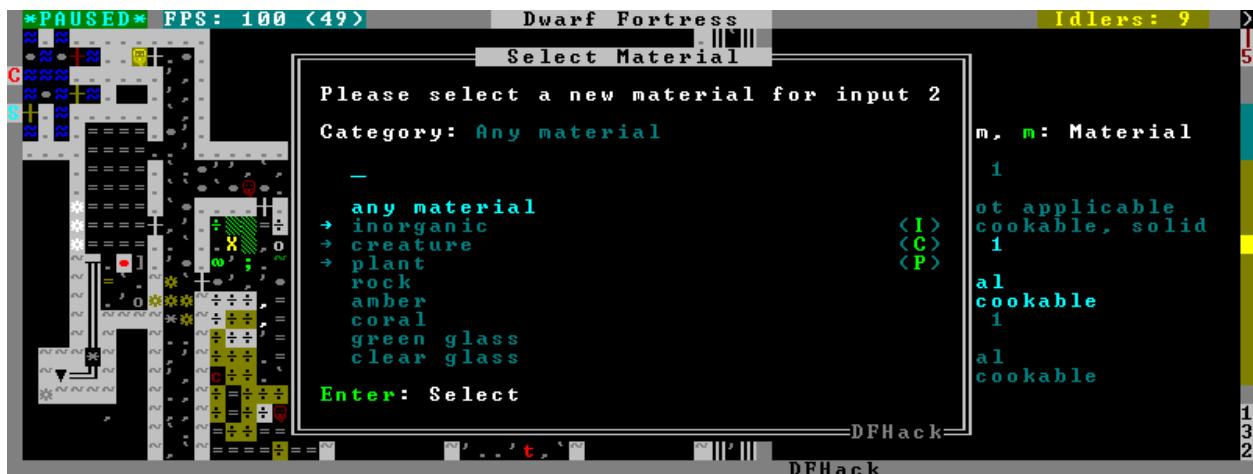 *PAUSED* FPS: 100 (49) Dwarf Fortress Idlers: 9
Select Material
Please select a new material for input 2
Category: Any material
m, m: Material
_
1
any material
ot applicable
→ inorganic <I>
cookable, solid
→ creature <C>
1
→ plant <P>
rock
al
amber
cookable
coral
1
green glass
clear glass
al
cookable
Enter: Select
DFHack
DFHack